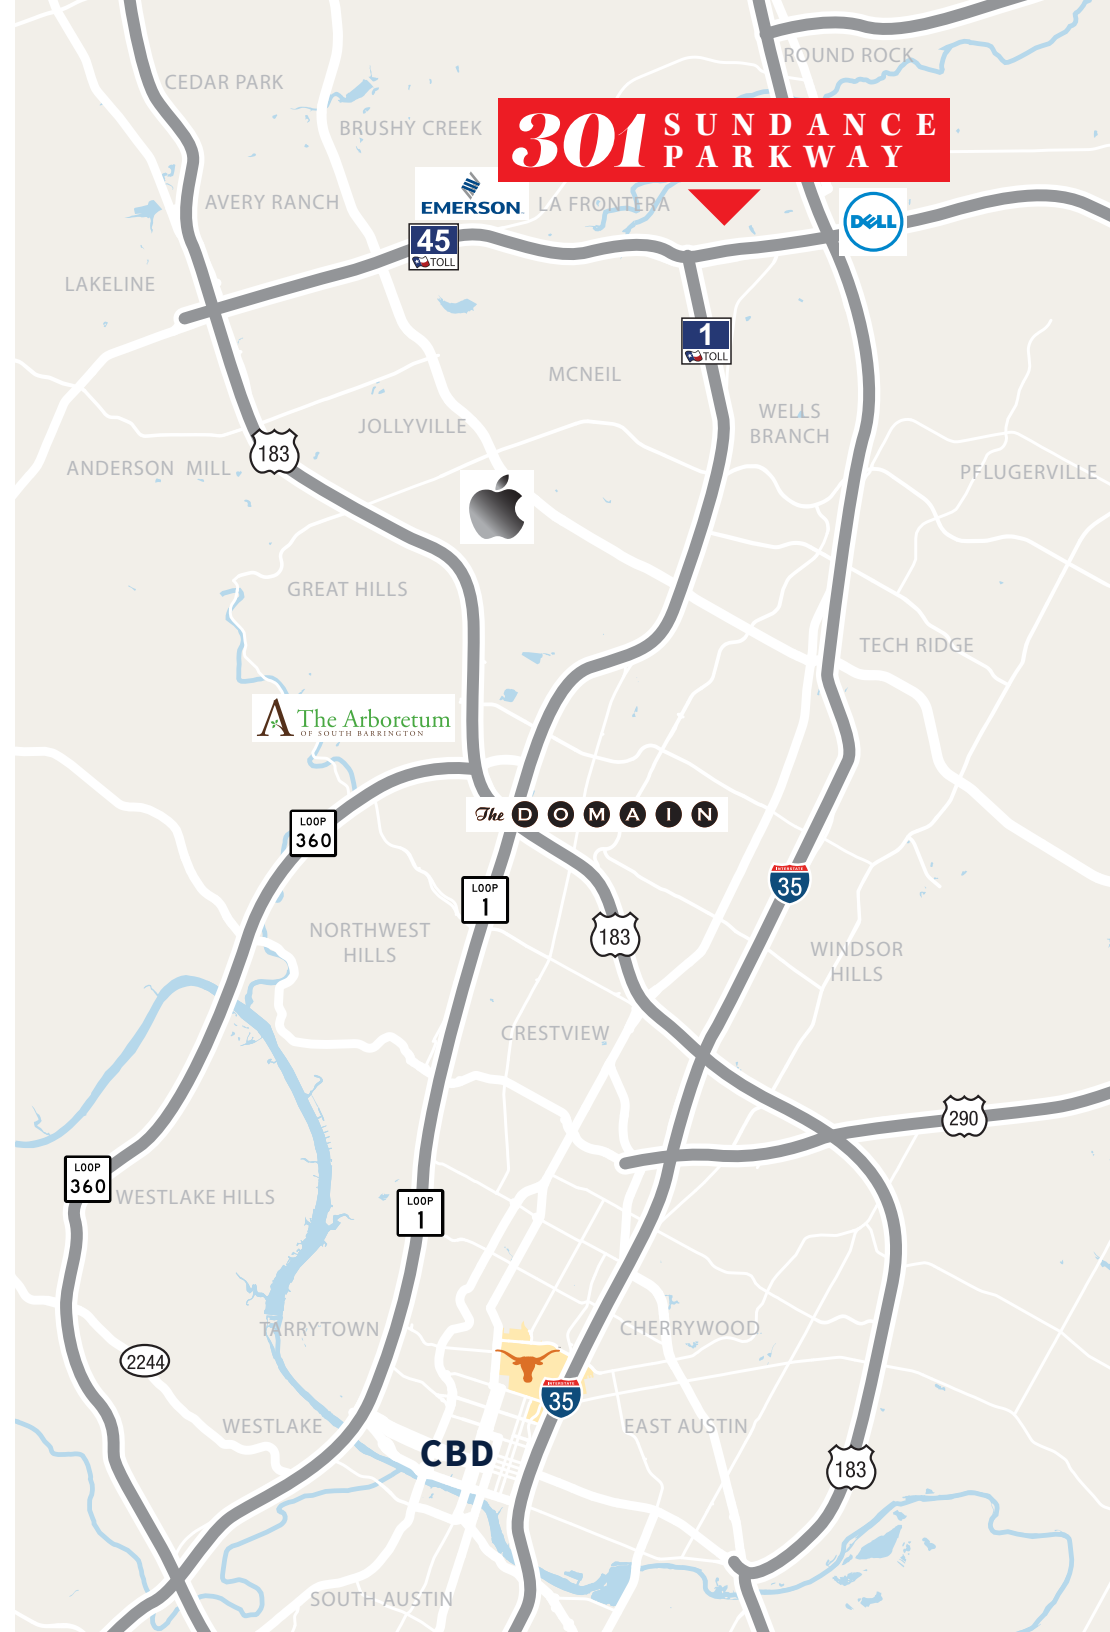 ROUND ROCK
CEDAR PARK
BRUSHY CREEK
301 SUNDANCE
PARKWAY
AVERY RANCH
EMERSON
LA FRONTERA
DELL
45
TOLL
LAKELINE
1
TOLL
MCNEIL
JOLLYVILLE
WELLS
BRANCH
183
ANDERSON MILL
PFLUGERVILLE
GREAT HILLS
TECH RIDGE
The Arboretum
OF SOUTH BARRINGTON
The DOMAIN
LOOP
360
INTERSTATE
35
LOOP
1
183
NORTHWEST
HILLS
WINDSOR
HILLS
CRESTVIEW
290
LOOP
360
WESTLAKE HILLS
LOOP
1
TARRYTOWN
CHERRYWOOD
2244
INTERSTATE
35
WESTLAKE
EAST AUSTIN
CBD
183
SOUTH AUSTIN